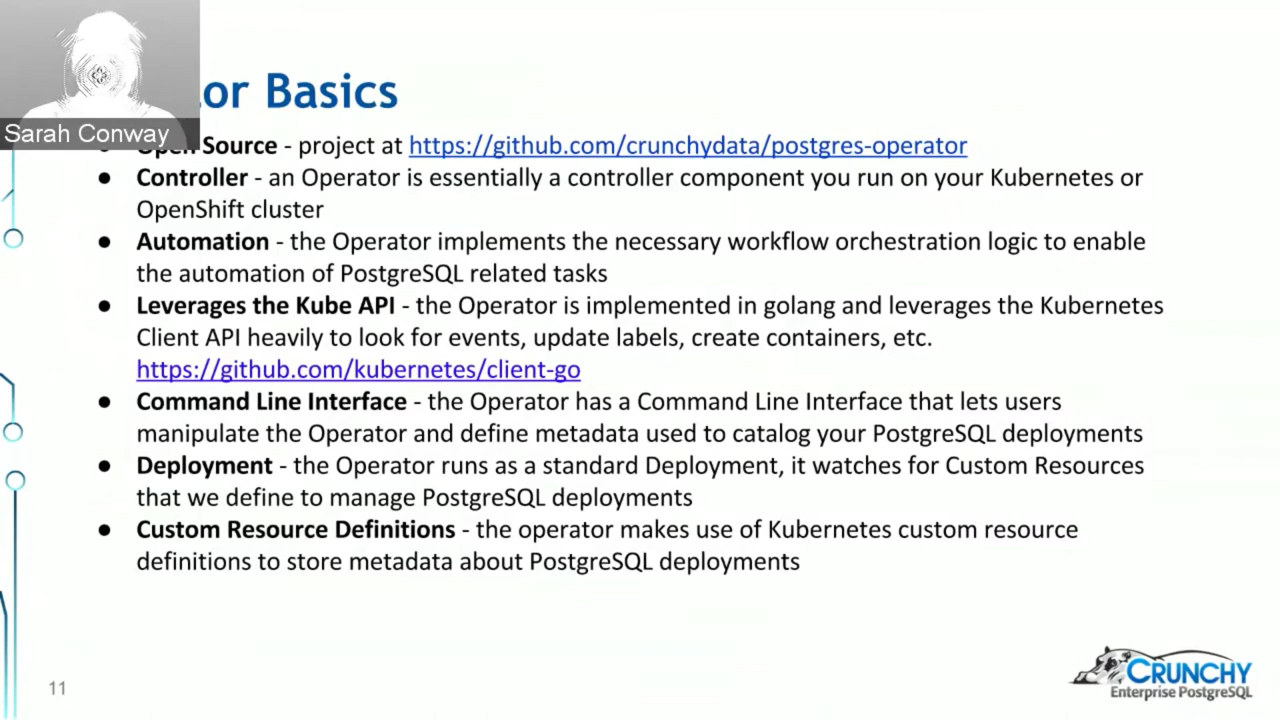 or Basics
Sarah Conway
Open Source - project at https://github.com/crunchydata/postgres-operator
● Controller - an Operator is essentially a controller component you run on your Kubernetes or
OpenShift cluster
● Automation - the Operator implements the necessary workflow orchestration logic to enable
the automation of PostgreSQL related tasks
● Leverages the Kube API - the Operator is implemented in golang and leverages the Kubernetes
Client API heavily to look for events, update labels, create containers, etc.
https://github.com/kubernetes/client-go
● Command Line Interface - the Operator has a Command Line Interface that lets users
manipulate the Operator and define metadata used to catalog your PostgreSQL deployments
● Deployment - the Operator runs as a standard Deployment, it watches for Custom Resources
that we define to manage PostgreSQL deployments
● Custom Resource Definitions - the operator makes use of Kubernetes custom resource
definitions to store metadata about PostgreSQL deployments
11
CRUNCHY
Enterprise PostgreSQL